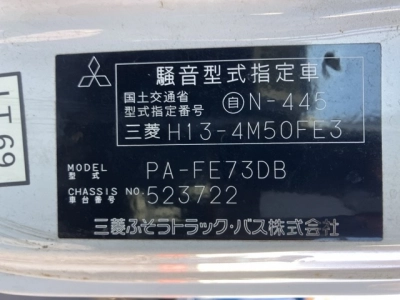 騒音型式指定車
国土交通省
型式指定番号 自 N-445
三菱 H13-4M50FE3
MODEL
型式 PA-FE73DB
CHASSIS NO.
車台番号 523722
三菱ふそうトラック・バス株式会社
LT69